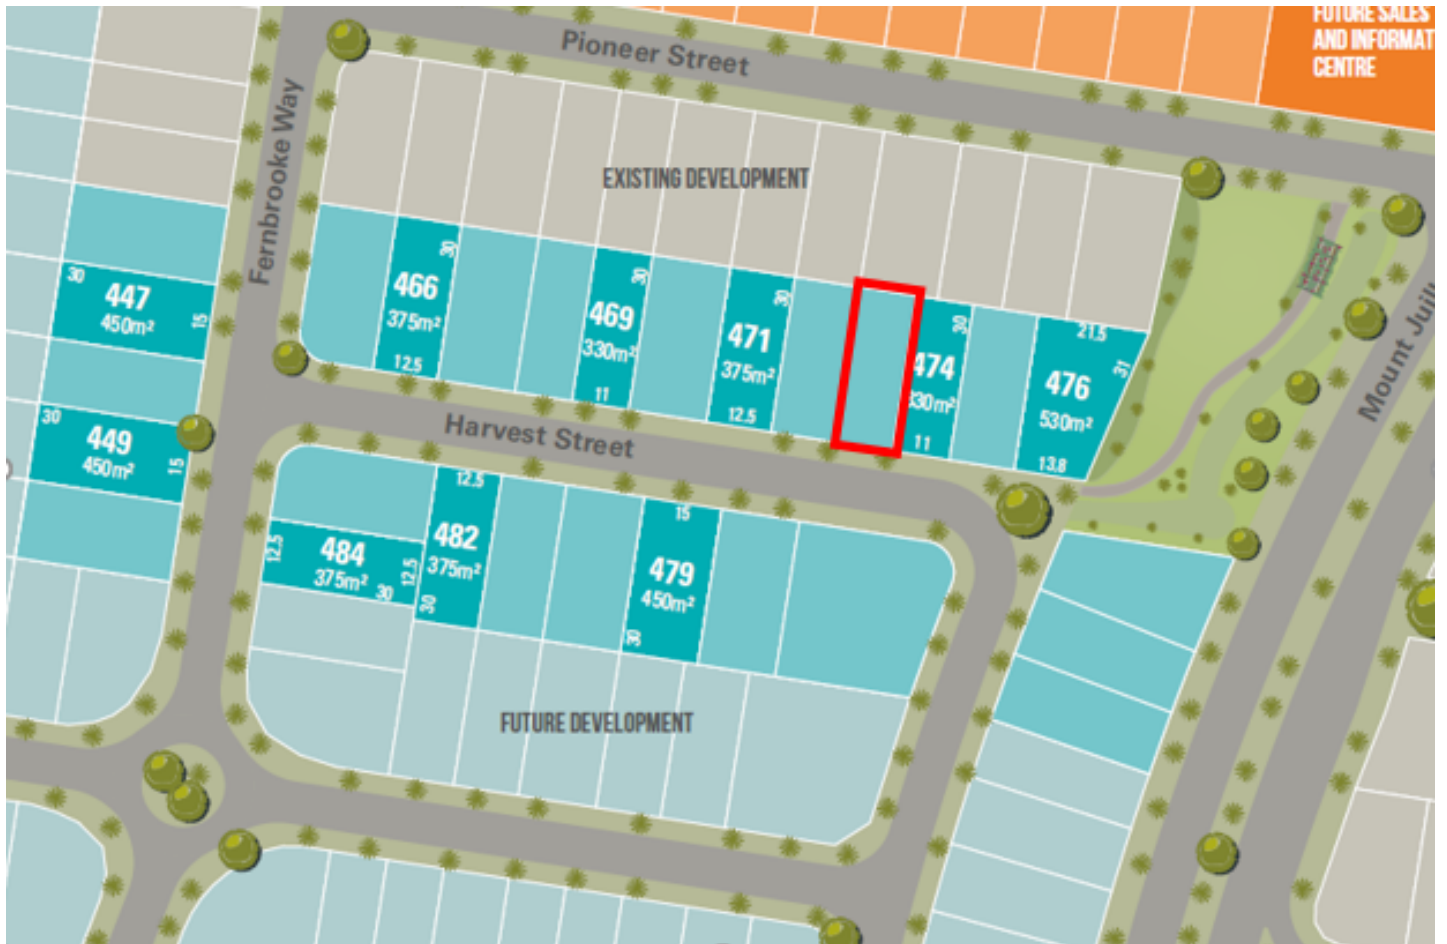 FUTURE SALES
AND INFORMAT
CENTRE
Pioneer Street
Fernbrooke Way
EXISTING DEVELOPMENT
30
447
450m²
15
30
466
375m²
12.5
30
469
330m²
11
30
471
375m²
12.5
30
474
330m²
11
21.5
31
476
530m²
13.8
Mount Juill
30
449
450m²
15
Harvest Street
12.5
484
375m²
30
12.5
12.5
482
375m²
30
15
479
450m²
30
FUTURE DEVELOPMENT